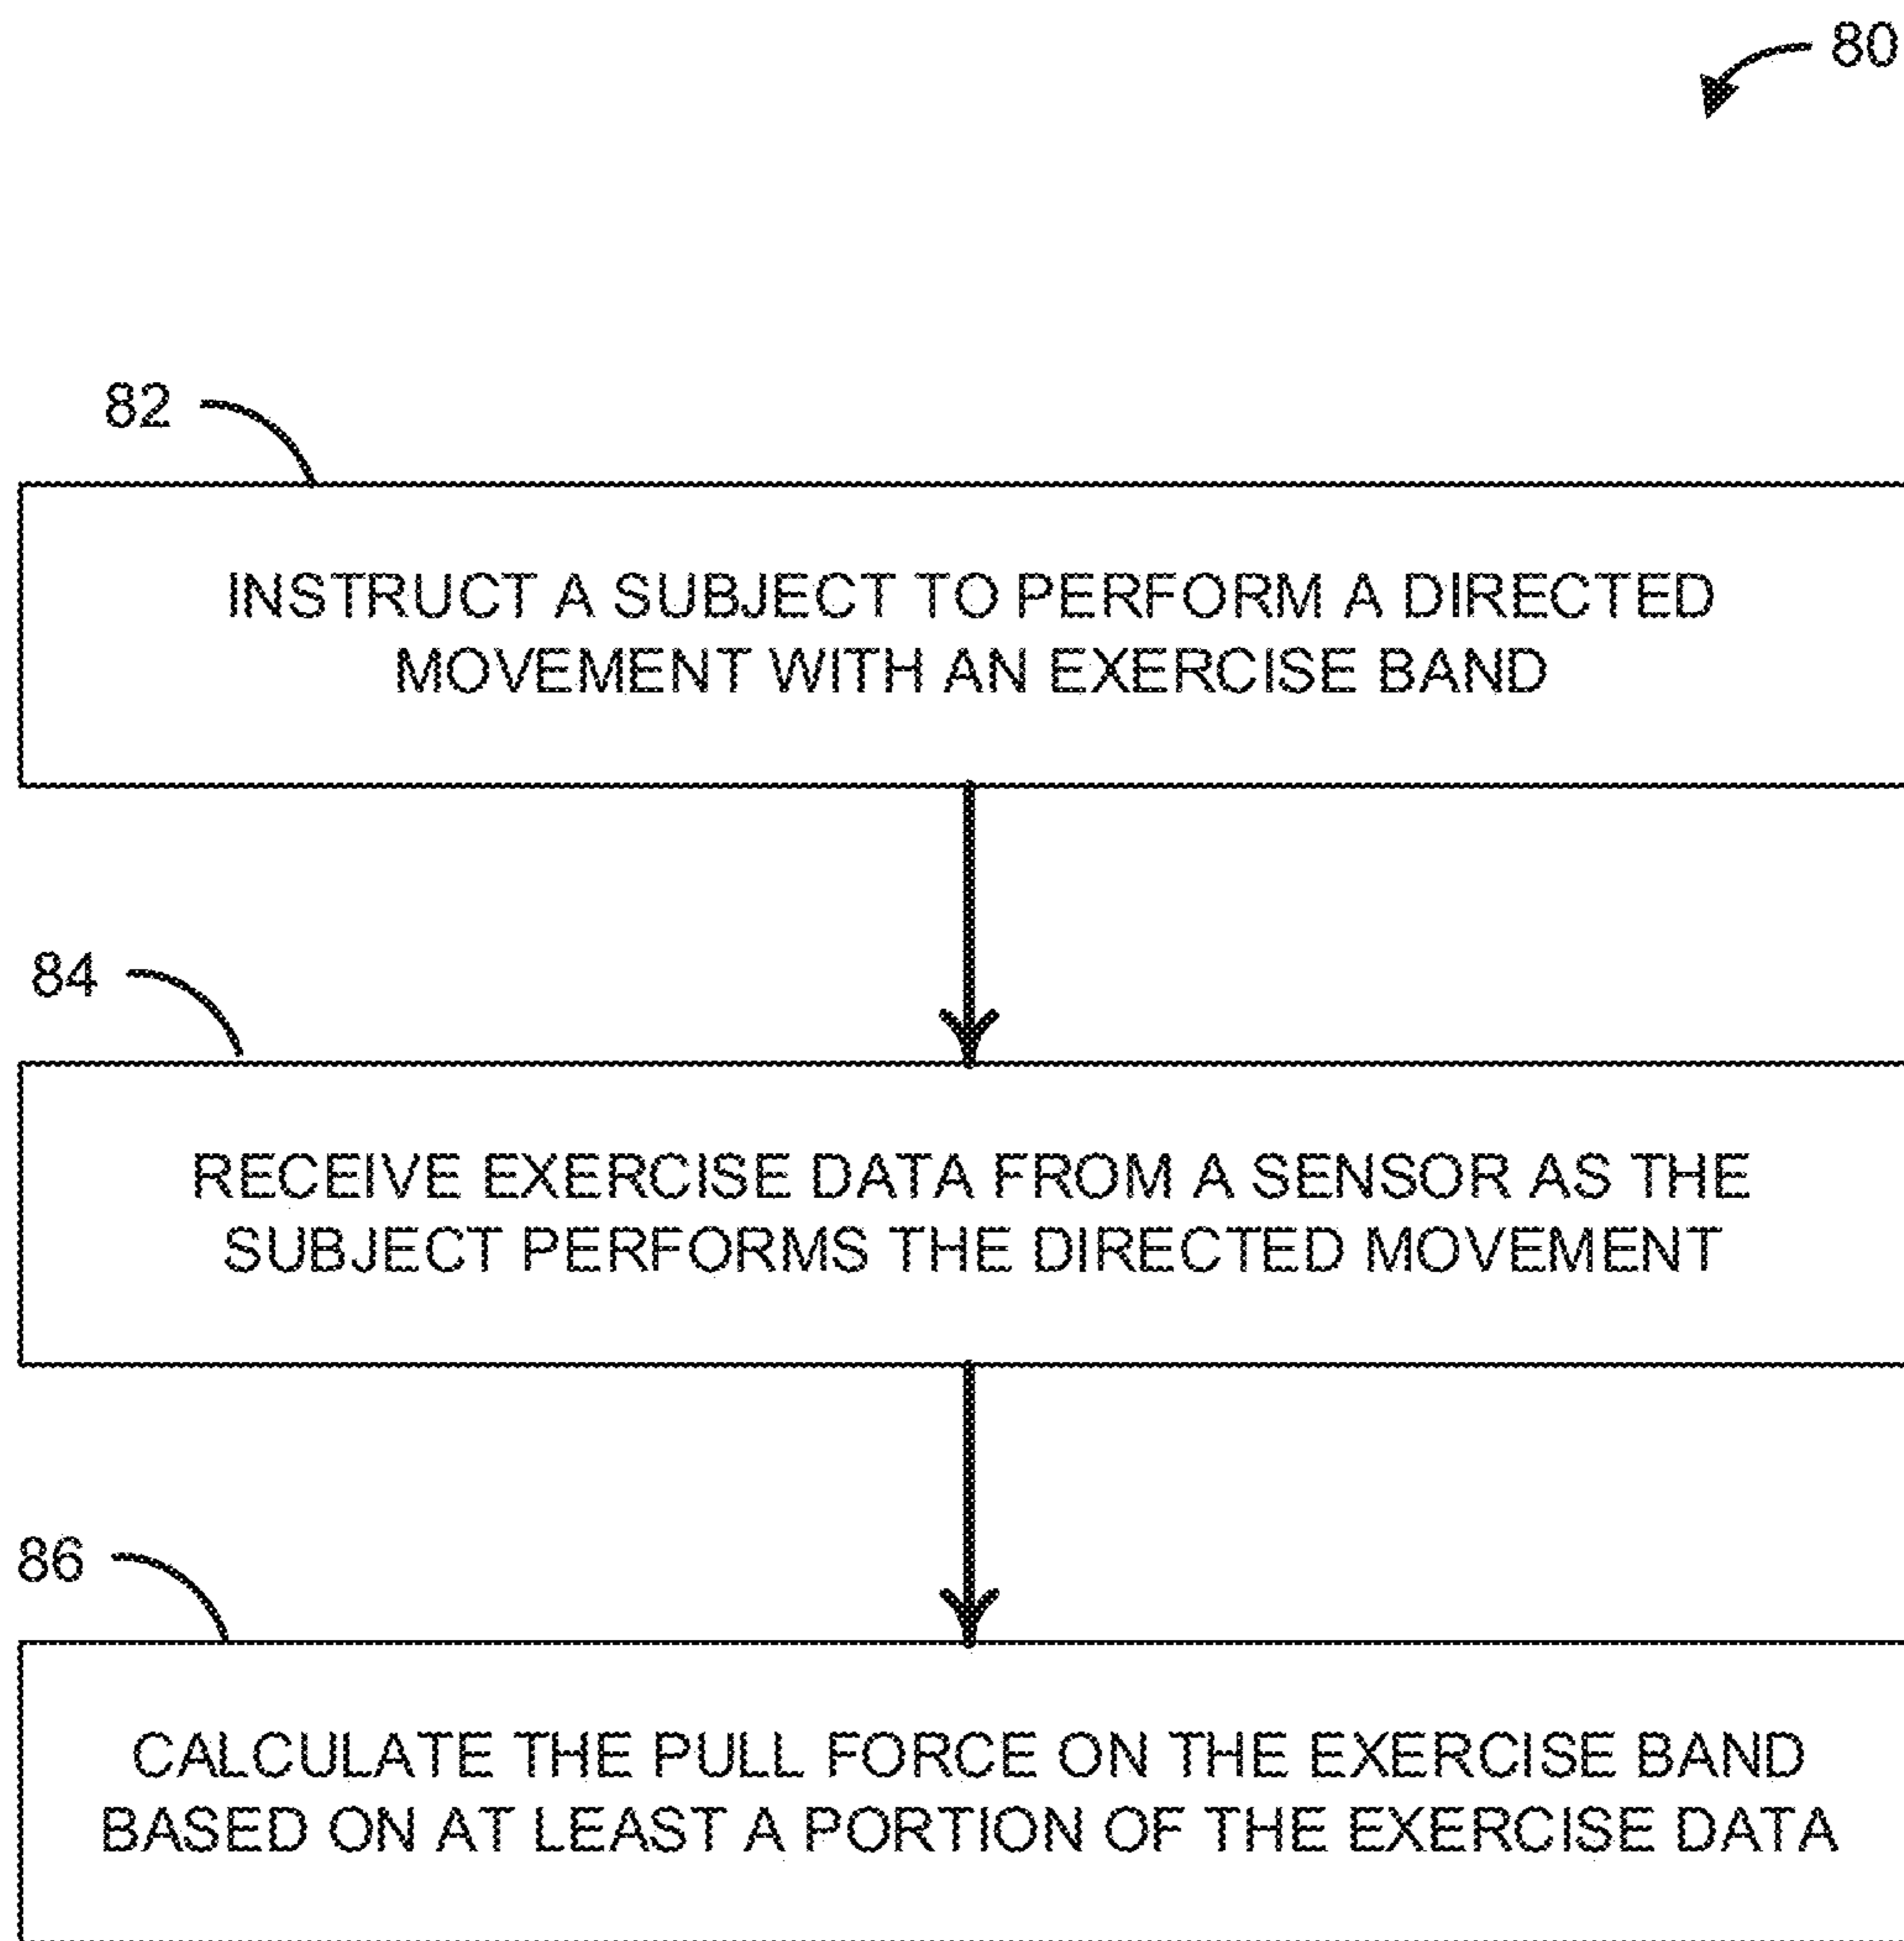 80
82
INSTRUCT A SUBJECT TO PERFORM A DIRECTED
MOVEMENT WITH AN EXERCISE BAND
84
RECEIVE EXERCISE DATA FROM A SENSOR AS THE
SUBJECT PERFORMS THE DIRECTED MOVEMENT
86
CALCULATE THE PULL FORCE ON THE EXERCISE BAND
BASED ON AT LEAST A PORTION OF THE EXERCISE DATA